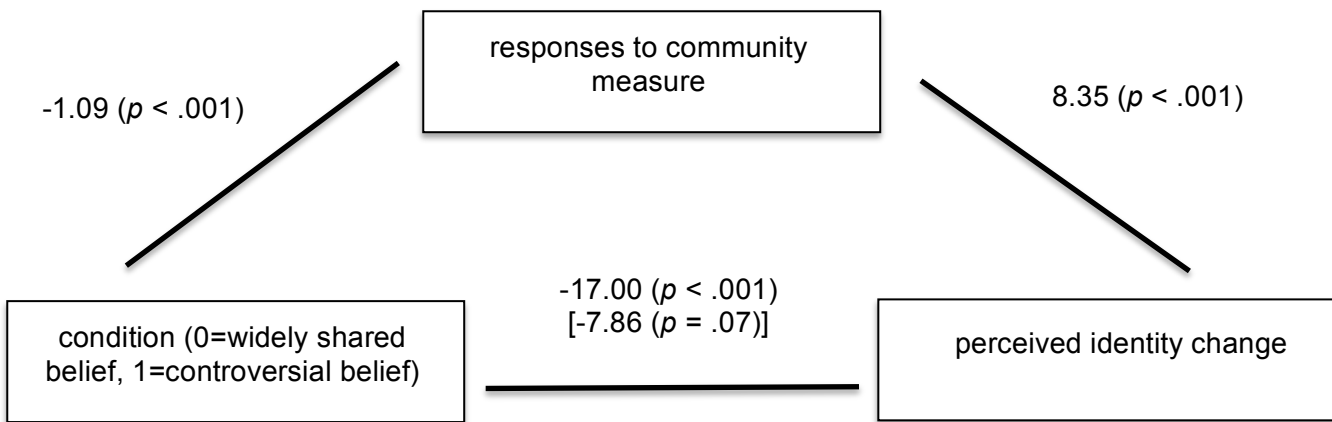 responses to community
measure
-1.09 (p < .001)
8.35 (p < .001)
-17.00 (p < .001)
[-7.86 (p = .07)]
condition (0=widely shared
belief, 1=controversial belief)
perceived identity change